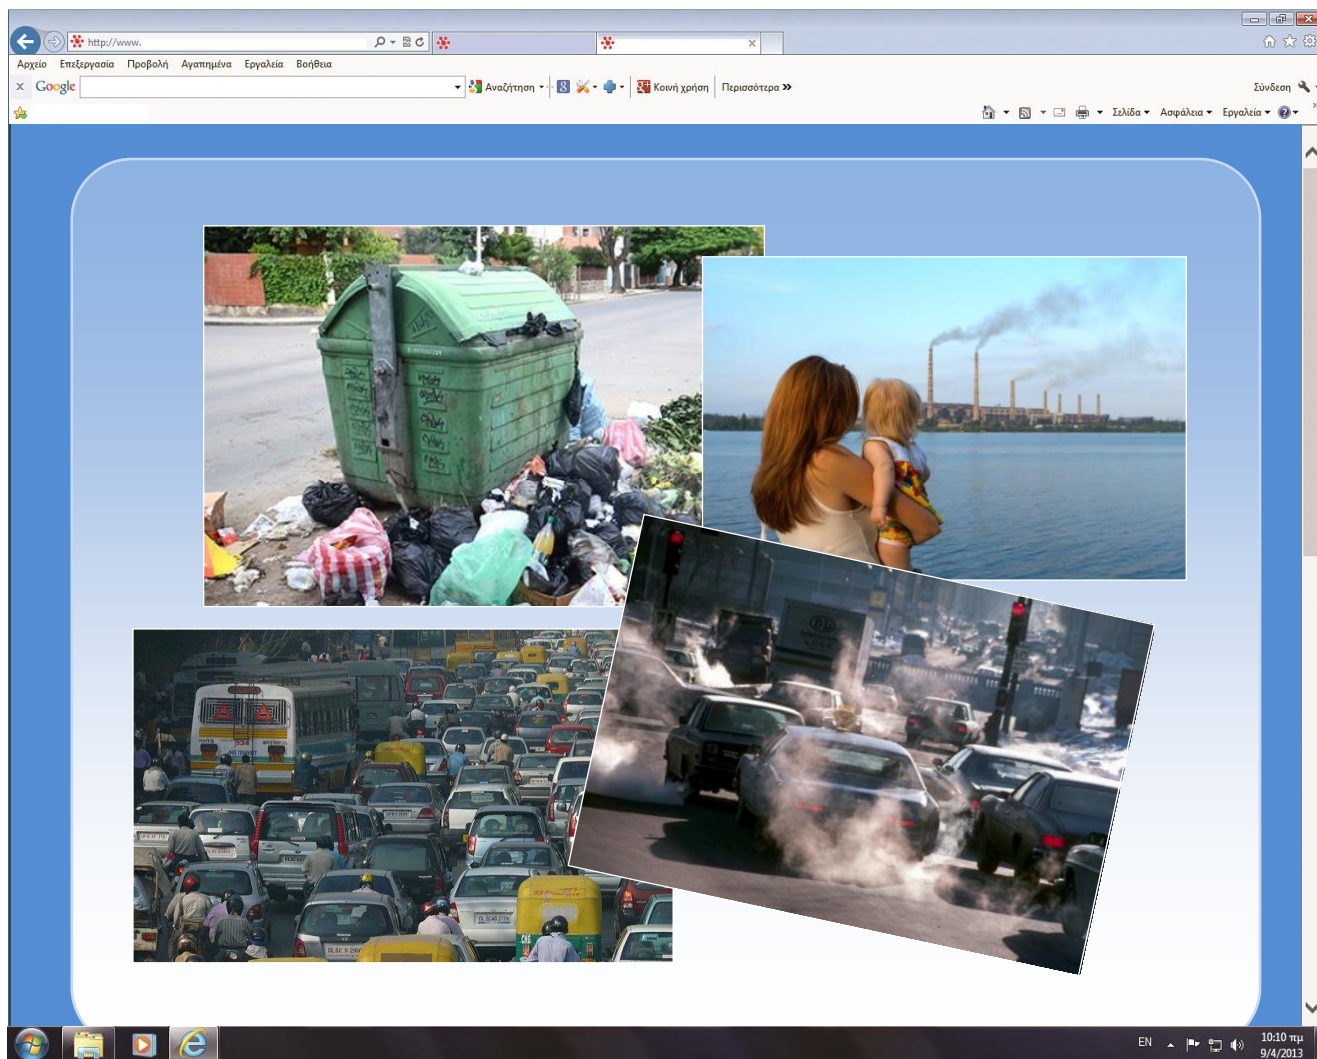 http://www.
Αρχείο Επεξεργασία Προβολή Αγαπημένα Εργαλεία Βοήθεια
x Google Αναζήτηση Κοινή χρήση Περισσότερα » Σύνδεση
Σελίδα Ασφάλεια Εργαλεία
EN 10:10 πμ
9/4/2013